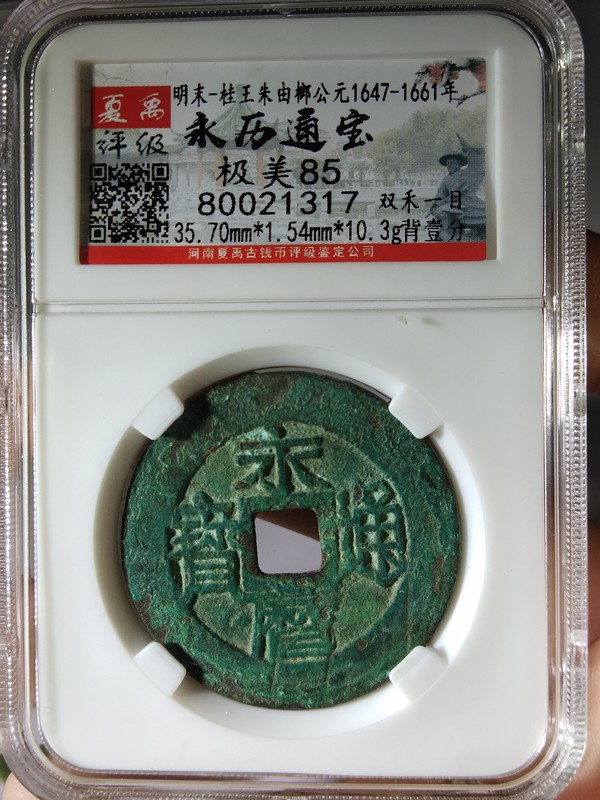 夏禹
评级
明末-桂王朱由榔公元1647-1661年
永历通宝
极美85
80021317 双禾一目
35.70mm*1.54mm*10.3g背壹分
河南夏禹古钱币评级鉴定公司
永曆通寶